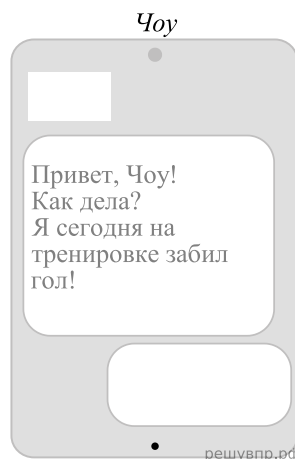 Чоу
Привет, Чоу!
Как дела?
Я сегодня на
тренировке забил
гол!
решувпр.рф